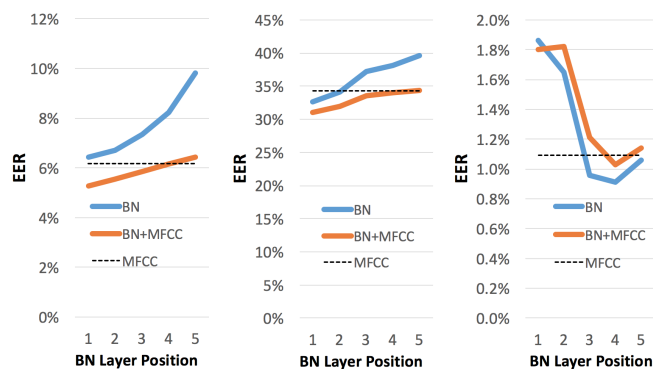 12%
10%
8%
6%
4%
2%
0%
EER
BN
BN+MFCC
MFCC
1 2 3 4 5
BN Layer Position
45%
40%
35%
30%
25%
20%
15%
10%
5%
0%
EER
BN
BN+MFCC
MFCC
1 2 3 4 5
BN Layer Position
2.0%
1.8%
1.6%
1.4%
1.2%
1.0%
0.8%
0.6%
0.4%
0.2%
0.0%
EER
BN
BN+MFCC
MFCC
1 2 3 4 5
BN Layer Position